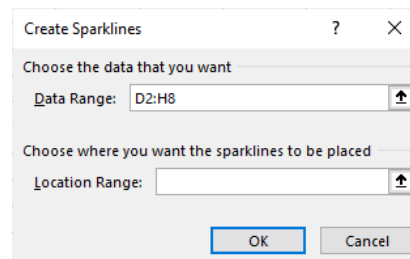 Create Sparklines ? ×
Choose the data that you want
Data Range: D2:H8
Choose where you want the sparklines to be placed
Location Range:
OK Cancel